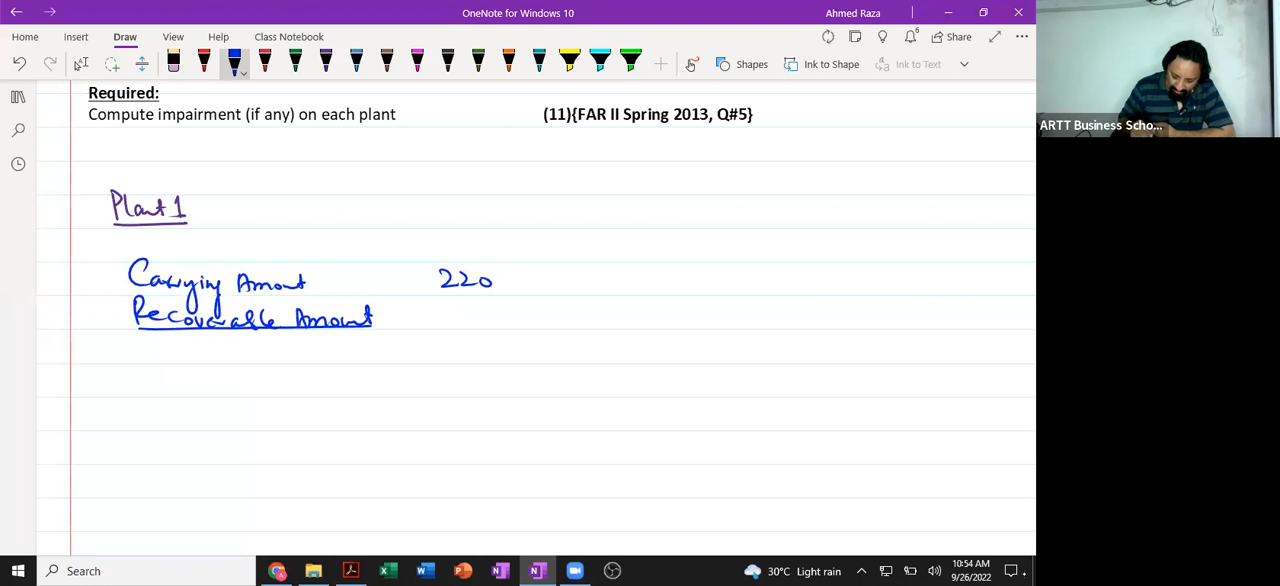 OneNote for Windows 10
Ahmed Raza
Home Insert Draw View Help Class Notebook
6
Share
Shapes Ink to Shape Ink to Text
ARTT Business Scho...
Required:
Compute impairment (if any) on each plant (11){FAR II Spring 2013, Q#5}
Plant 1
Carrying Amount 220
Recoverable Amount
Search
30°C Light rain
10:54 AM
9/26/2022